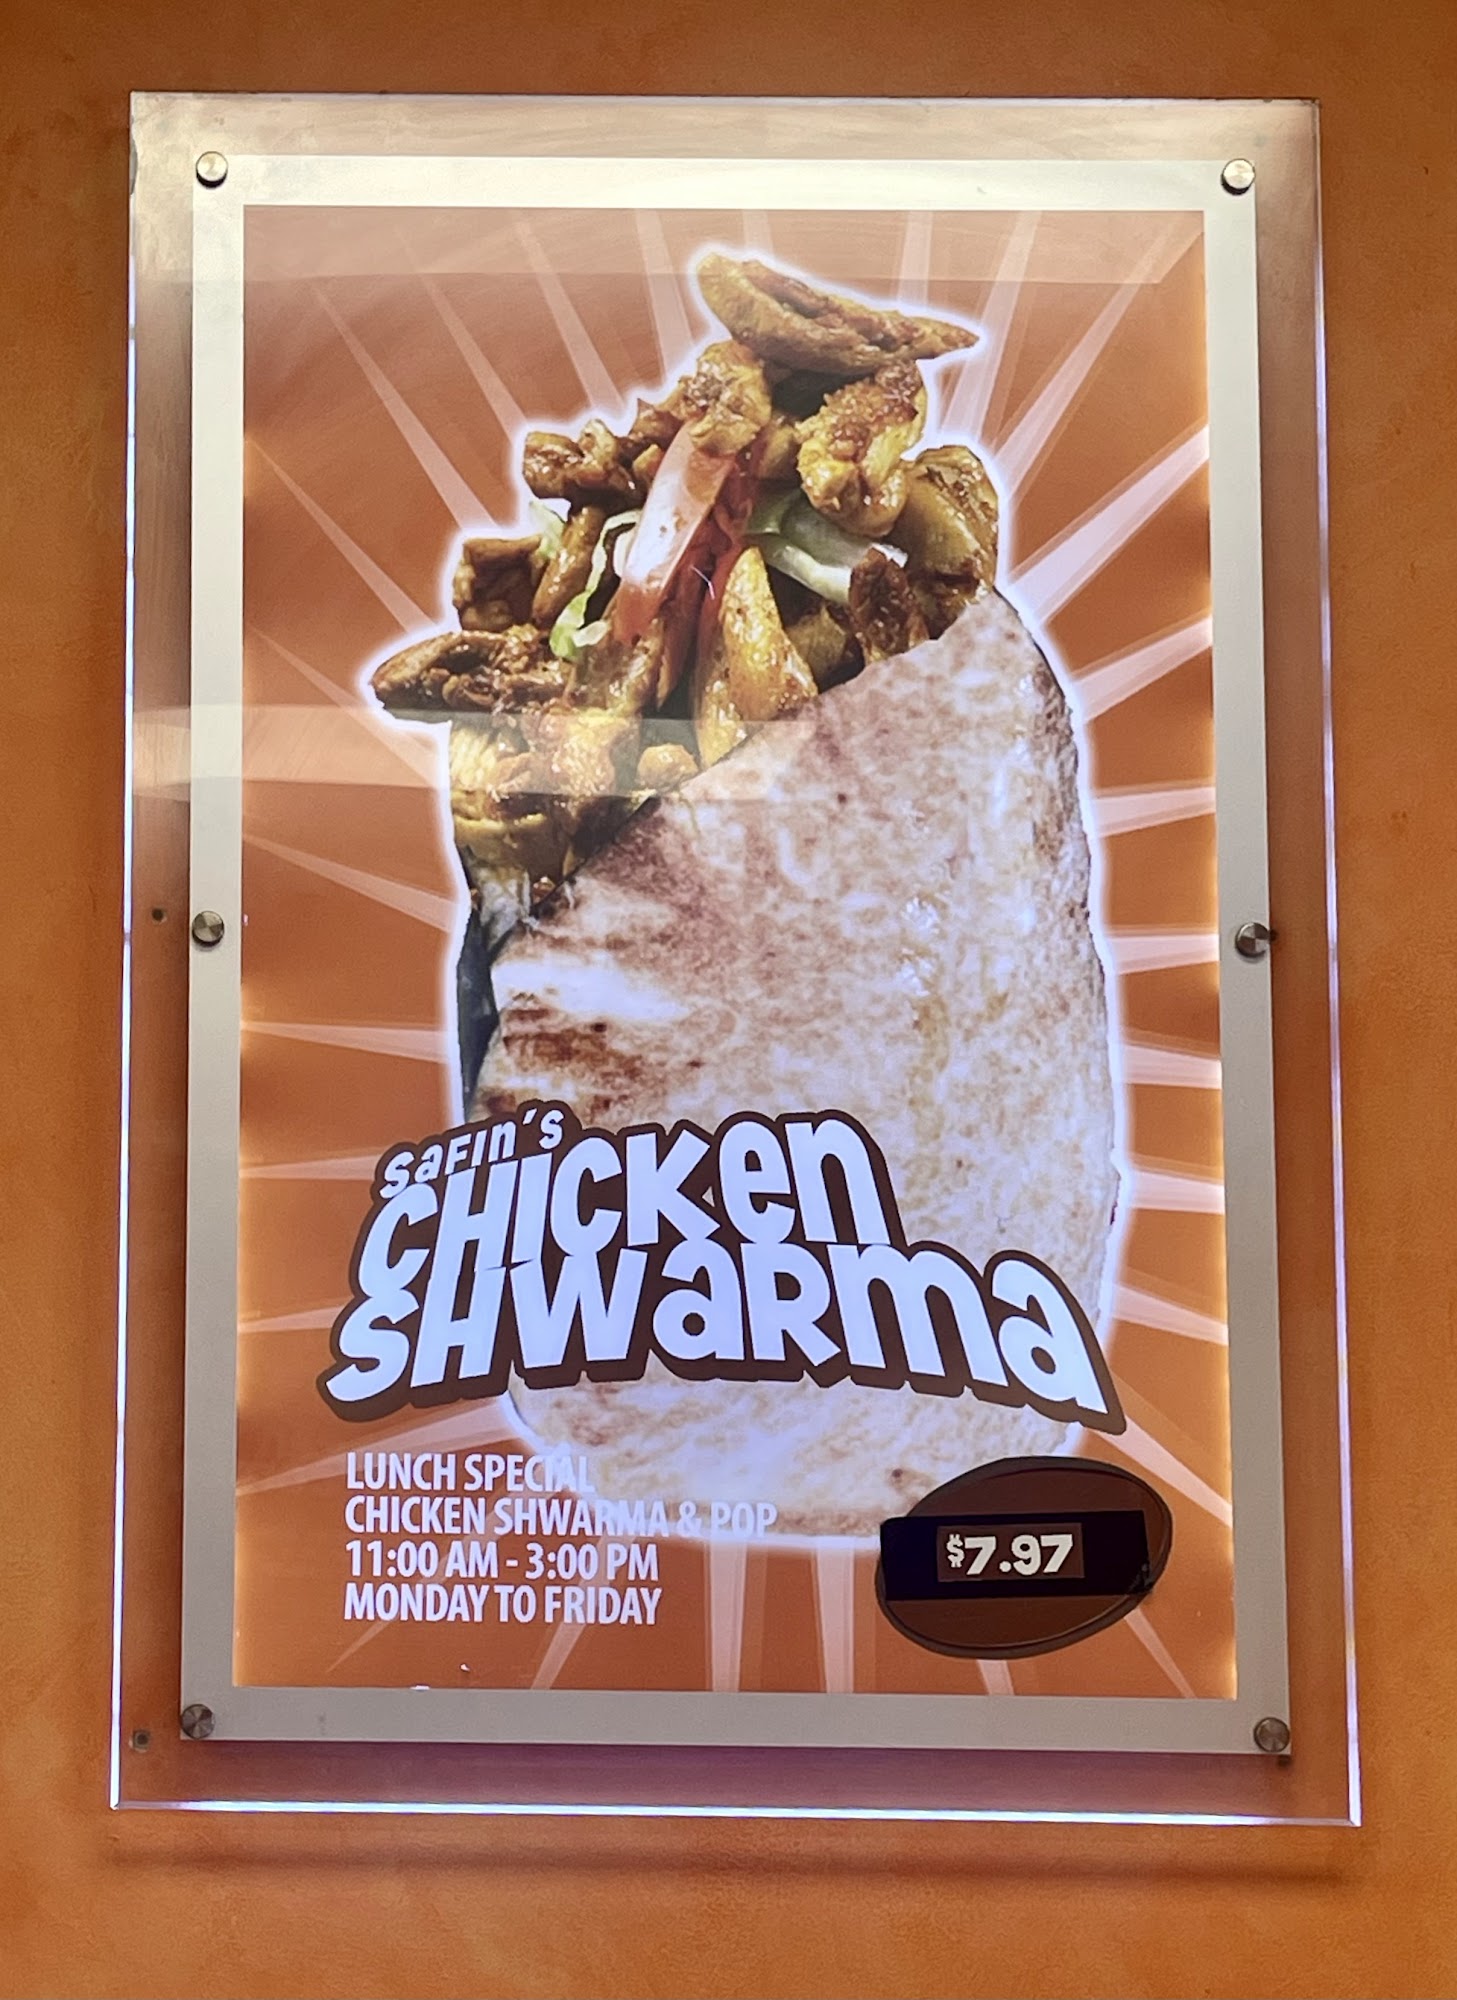 Safin's
Chicken
Shwarma
LUNCH SPECIAL
CHICKEN SHWARMA & POP
11:00 AM - 3:00 PM
MONDAY TO FRIDAY
$7.97